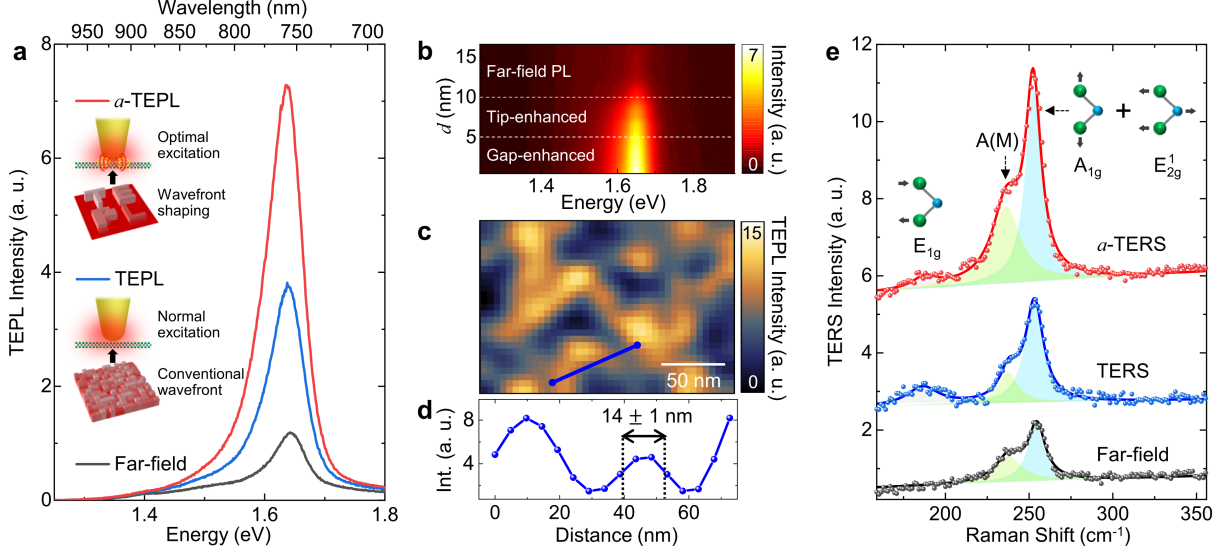 Wavelength (nm)
950 900 850 800 750 700
a
8
6
4
2
0
TEPL Intensity (a. u.)
a-TEPL
Optimal
excitation
Wavefront
shaping
TEPL
Normal
excitation
Conventional
wavefront
Far-field
1.4 1.6 1.8
Energy (eV)
b
15
10
5
0
d (nm)
Far-field PL
Tip-enhanced
Gap-enhanced
1.4 1.6 1.8
Energy (eV)
7
0
Intensity (a. u.)
c
50 nm
15
0
TEPL Intensity (a. u.)
d
14 ± 1 nm
8
4
Int. (a. u.)
0 20 40 60
Distance (nm)
e
10
8
6
4
2
TERS Intensity (a. u.)
A(M)
A1g
+
E12g
E1g
a-TERS
TERS
Far-field
200 250 300 350
Raman Shift (cm-1)